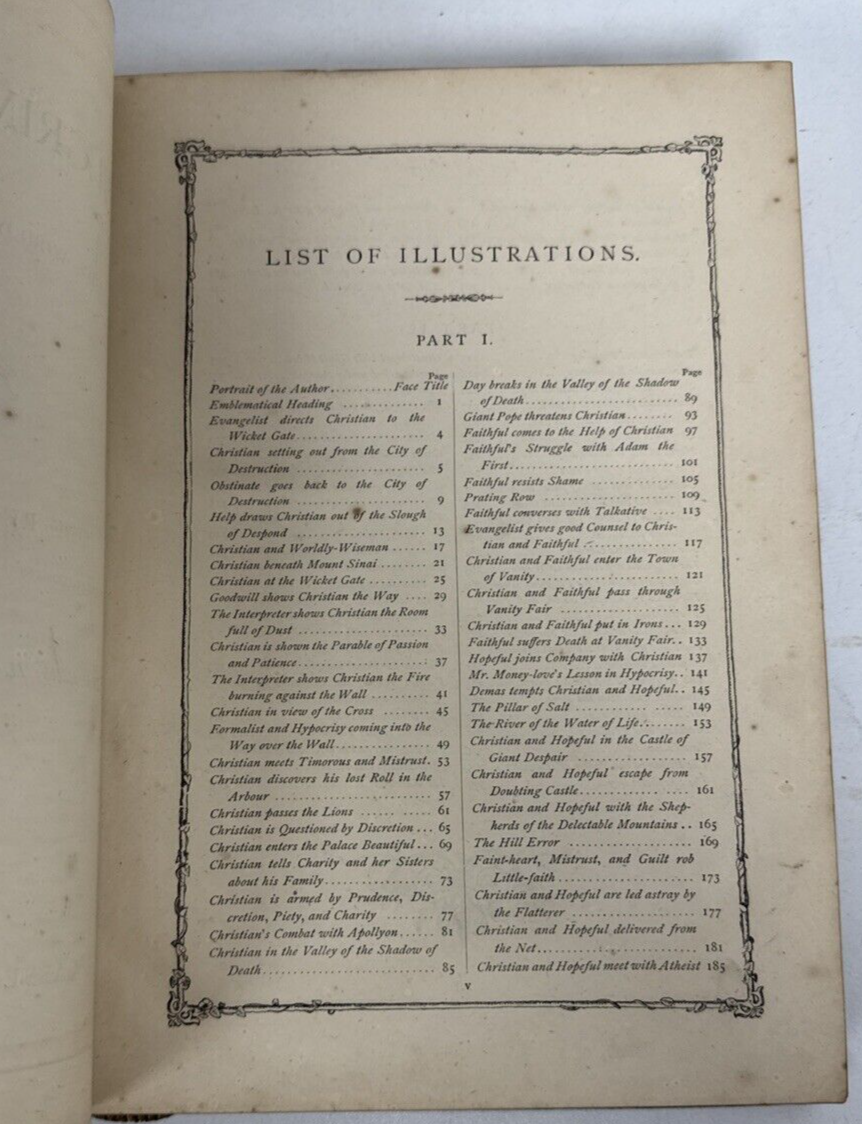 LIST OF ILLUSTRATIONS.
PART I.
Page
Portrait of the Author..........Face Title
Emblematical Heading ............. 1
Evangelist directs Christian to the
Wicket Gate..................... 4
Christian setting out from the City of
Destruction ..................... 5
Obstinate goes back to the City of
Destruction ..................... 9
Help draws Christian out of the Slough
of Despond ..................... 13
Christian and Worldly-Wiseman ...... 17
Christian beneath Mount Sinai ........ 21
Christian at the Wicket Gate .......... 25
Goodwill shows Christian the Way .... 29
The Interpreter shows Christian the Room
full of Dust ..................... 33
Christian is shown the Parable of Passion
and Patience..................... 37
The Interpreter shows Christian the Fire
burning against the Wall .......... 41
Christian in view of the Cross ........ 45
Formalist and Hypocrisy coming into the
Way over the Wall................ 49
Christian meets Timorous and Mistrust. 53
Christian discovers his lost Roll in the
Arbour .......................... 57
Christian passes the Lions ...... ..... 61
Christian is Questioned by Discretion ... 65
Christian enters the Palace Beautiful... 69
Christian tells Charity and her Sisters
about his Family.................. 73
Christian is armed by Prudence, Dis-
cretion, Piety, and Charity ........ 77
Christian's Combat with Apollyon...... 81
Christian in the Valley of the Shadow of
Death............................ 85
Page
Day breaks in the Valley of the Shadow
of Death......................... 89
Giant Pope threatens Christian........ 93
Faithful comes to the Help of Christian 97
Faithful's Struggle with Adam the
First............................ 101
Faithful resists Shame ............. 105
Prating Row ..................... 109
Faithful converses with Talkative .... 113
Evangelist gives good Counsel to Chris-
tian and Faithful ............... 117
Christian and Faithful enter the Town
of Vanity........................ 121
Christian and Faithful pass through
Vanity Fair .................... 125
Christian and Faithful put in Irons... 129
Faithful suffers Death at Vanity Fair.. 133
Hopeful joins Company with Christian 137
Mr. Money-love's Lesson in Hypocrisy.. 141
Demas tempts Christian and Hopeful.. 145
The Pillar of Salt ............ ..... 149
The River of the Water of Life....... 153
Christian and Hopeful in the Castle of
Giant Despair .................. 157
Christian and Hopeful escape from
Doubting Castle............. .... 161
Christian and Hopeful with the Shep-
herds of the Delectable Mountains .. 165
The Hill Error .................. 169
Faint-heart, Mistrust, and Guilt rob
Little-faith ...................... 173
Christian and Hopeful are led astray by
the Flatterer .................... 177
Christian and Hopeful delivered from
the Net.......................... 181
Christian and Hopeful meet with Atheist 185
v